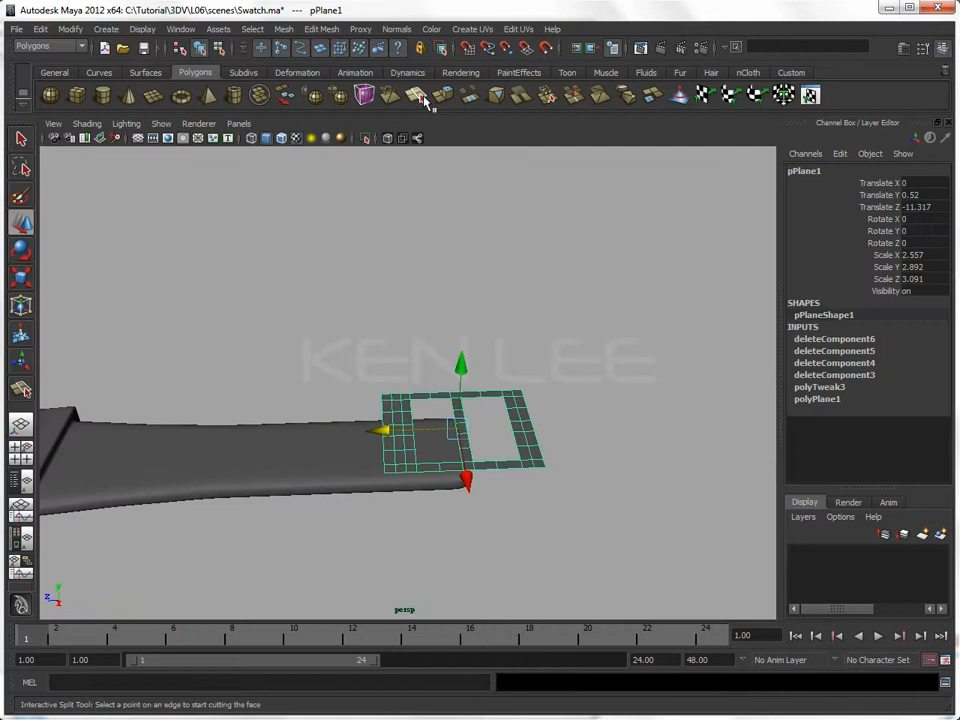 Autodesk Maya 2012 x64: C:\Tutorial\3DV\L06\scenes\Swatch.ma* --- pPlane1
File Edit Modify Create Display Window Assets Select Mesh Edit Mesh Proxy Normals Color Create UVs Edit UVs Help
Polygons
General Curves Surfaces Polygons Subdivs Deformation Animation Dynamics Rendering PaintEffects Toon Muscle Fluids Fur Hair nCloth Custom
View Shading Lighting Show Renderer Panels
Channel Box / Layer Editor
Channels Edit Object Show
pPlane1
Translate X 0
Translate Y 0.52
Translate Z -11.317
Rotate X 0
Rotate Y 0
Rotate Z 0
Scale X 2.557
Scale Y 2.892
Scale Z 3.091
Visibility on
SHAPES
pPlaneShape1
INPUTS
deleteComponent6
deleteComponent5
deleteComponent4
deleteComponent3
polyTweak3
polyPlane1
KEN LEE
Display Render Anim
Layers Options Help
y
z
x
persp
1 2 4 6 8 10 12 14 16 18 20 22 24 1.00
1.00 1.00 1 24 24.00 48.00 No Anim Layer No Character Set
MEL
Interactive Split Tool: Select a point on an edge to start cutting the face